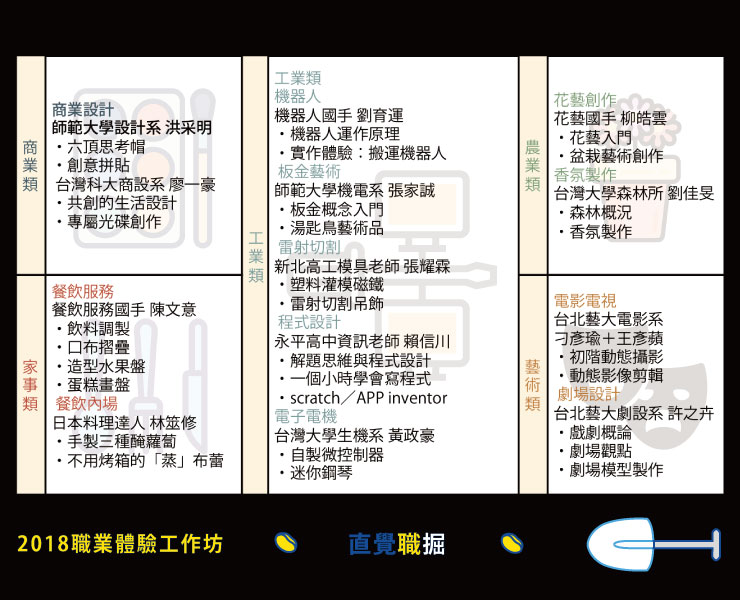 商業類
商業設計
師範大學設計系 洪采明
・六頂思考帽
・創意拼貼
台灣科大商設系 廖一豪
・共創的生活設計
・專屬光碟創作
家事類
餐飲服務
餐飲服務國手 陳文意
・飲料調製
・口布摺疊
・造型水果盤
・蛋糕畫盤
餐飲內場
日本料理達人 林筮修
・手製三種醃蘿蔔
・不用烤箱的「蒸」布蕾
工業類
工業類
機器人
機器人國手 劉育運
・機器人運作原理
・實作體驗：搬運機器人
板金藝術
師範大學機電系 張家誠
・板金概念入門
・湯匙鳥藝術品
雷射切割
新北高工模具老師 張耀霖
・塑料灌模磁鐵
・雷射切割吊飾
程式設計
永平高中資訊老師 賴信川
・解題思維與程式設計
・一個小時學會寫程式
・scratch／APP inventor
電子電機
台灣大學生機系 黃政豪
・自製微控制器
・迷你鋼琴
農業類
花藝創作
花藝國手 柳皓雲
・花藝入門
・盆栽藝術創作
香氛製作
台灣大學森林所 劉佳旻
・森林概況
・香氛製作
藝術類
電影電視
台北藝大電影系
刁彥瑜＋王彥蘋
・初階動態攝影
・動態影像剪輯
劇場設計
台北藝大劇設系 許之卉
・戲劇概論
・劇場觀點
・劇場模型製作
2018職業體驗工作坊
直覺職掘